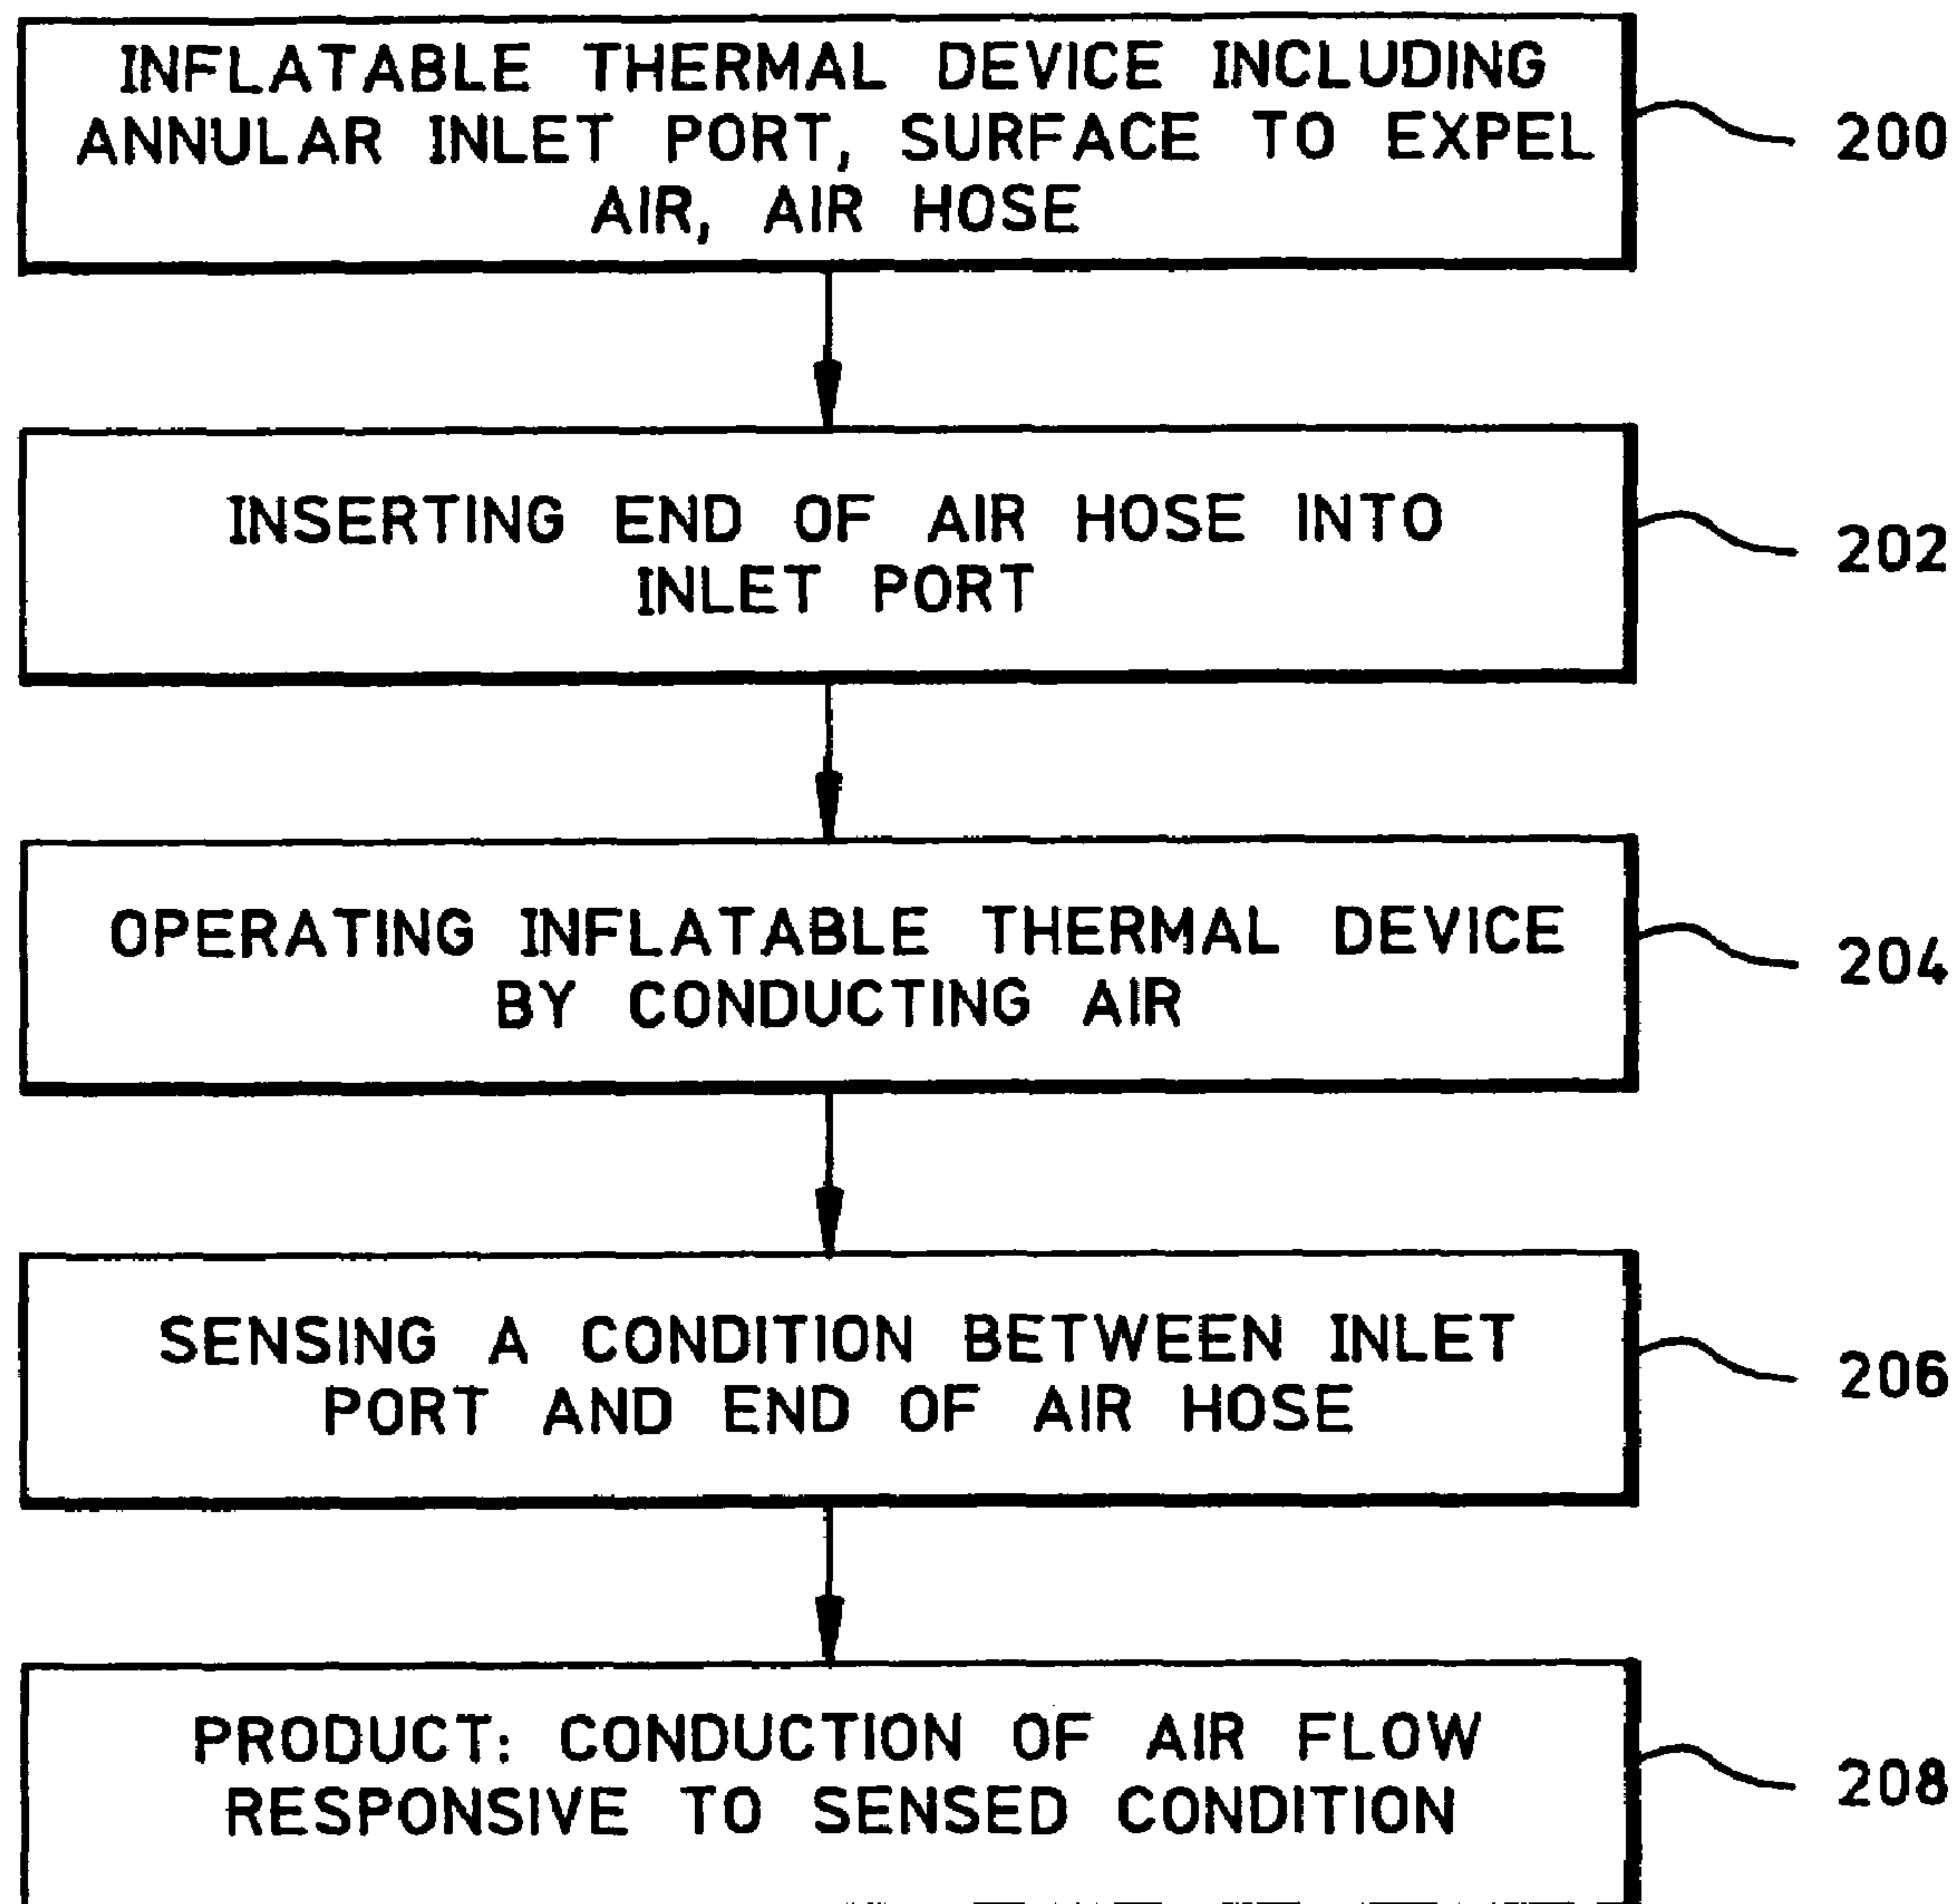 INFLATABLE THERMAL DEVICE INCLUDING
ANNULAR INLET PORT, SURFACE TO EXPEL
AIR, AIR HOSE
200
INSERTING END OF AIR HOSE INTO
INLET PORT
202
OPERATING INFLATABLE THERMAL DEVICE
BY CONDUCTING AIR
204
SENSING A CONDITION BETWEEN INLET
PORT AND END OF AIR HOSE
206
PRODUCT: CONDUCTION OF AIR FLOW
RESPONSIVE TO SENSED CONDITION
208